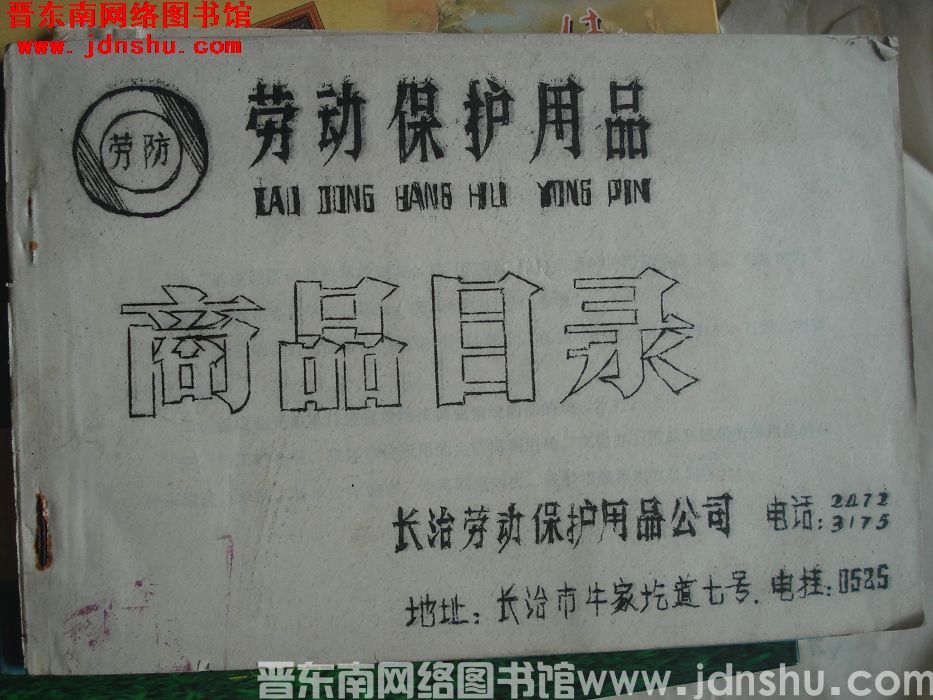 晋东南网络图书馆
www.jdnshu.com
劳防
劳动保护用品
LAO DONG HANG HU YONG PIN
商品目录
长治劳动保护用品公司 电话: 2472
3175
地址: 长治市牛家圪道七号. 电挂: 0525
晋东南网络图书馆www.jdnshu.com